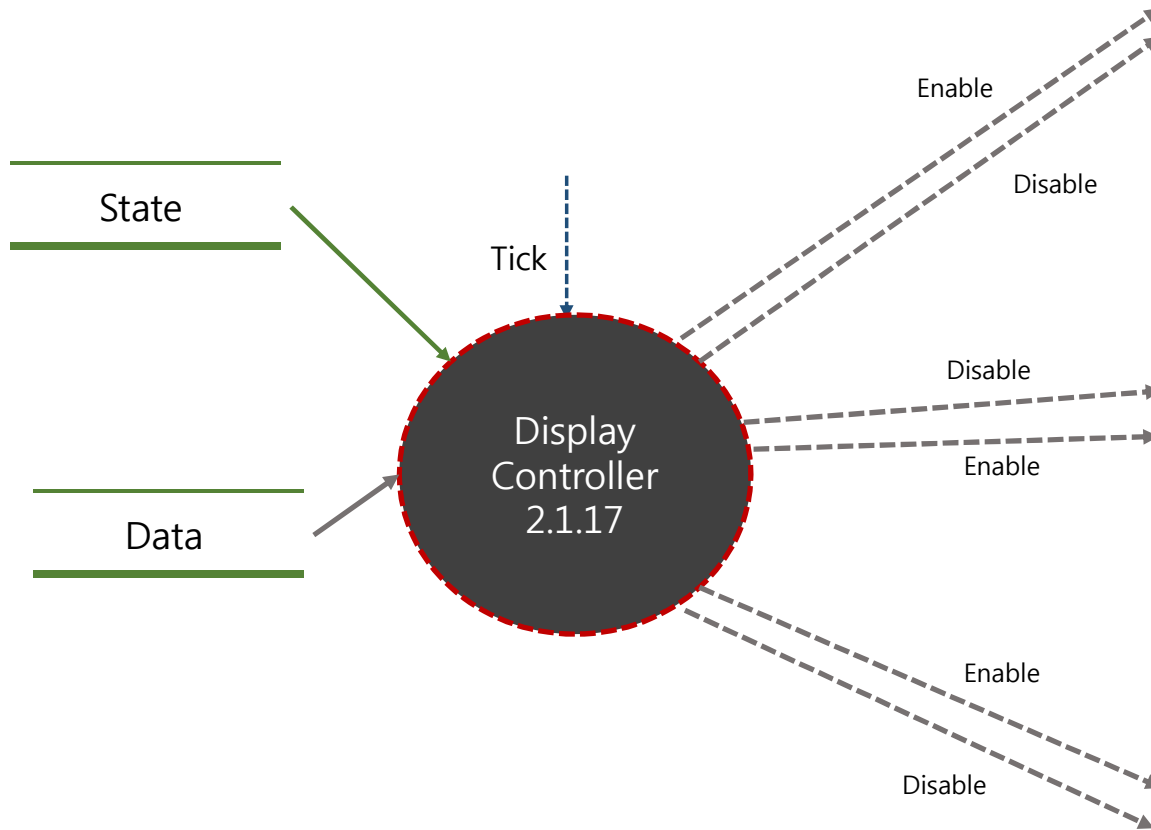 Enable
State
Disable
Tick
Disable
Display
Controller
2.1.17
Enable
Data
Enable
Disable